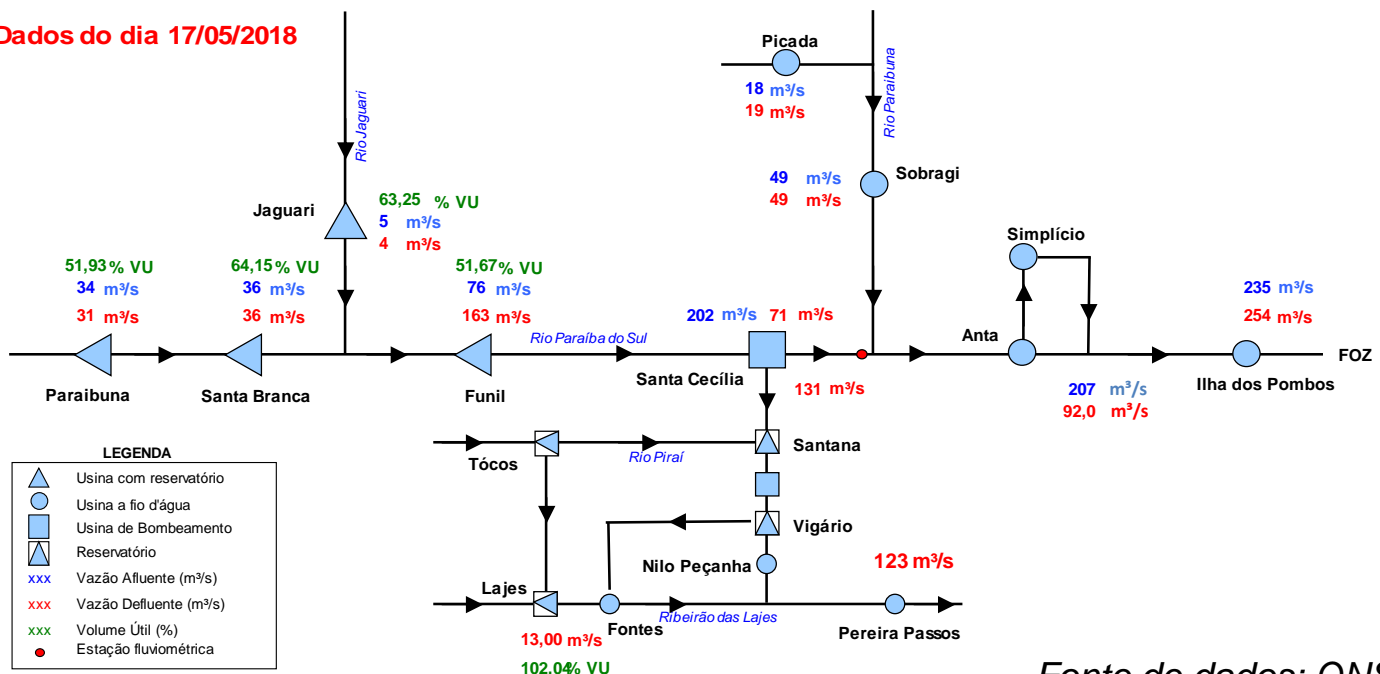 Dados do dia 17/05/2018
Picada
18 m³/s
19 m³/s
Rio Paraibuna
Rio Jaguari
Jaguari
63,25 % VU
5 m³/s
4 m³/s
49 m³/s
49 m³/s
Sobragi
Simplício
51,93 % VU
34 m³/s
31 m³/s
64,15 % VU
36 m³/s
36 m³/s
51,67 % VU
76 m³/s
163 m³/s
Rio Paraíba do Sul
202 m³/s 71 m³/s
235 m³/s
254 m³/s
Anta
FOZ
Paraibuna
Santa Branca
Funil
Santa Cecília
131 m³/s
207 m³/s
92,0 m³/s
Ilha dos Pombos
LEGENDA
Usina com reservatório
Usina a fio d'água
Usina de Bombeamento
Reservatório
xxx Vazão Afluente (m³/s)
xxx Vazão Defluente (m³/s)
xxx Volume Útil (%)
Estação fluviométrica
Tócos
Rio Piraí
Santana
Vigário
Nilo Peçanha
123 m³/s
Lajes
Fontes
Ribeirão das Lajes
Pereira Passos
13,00 m³/s
102,04% VU
Fonte de dados: ONS